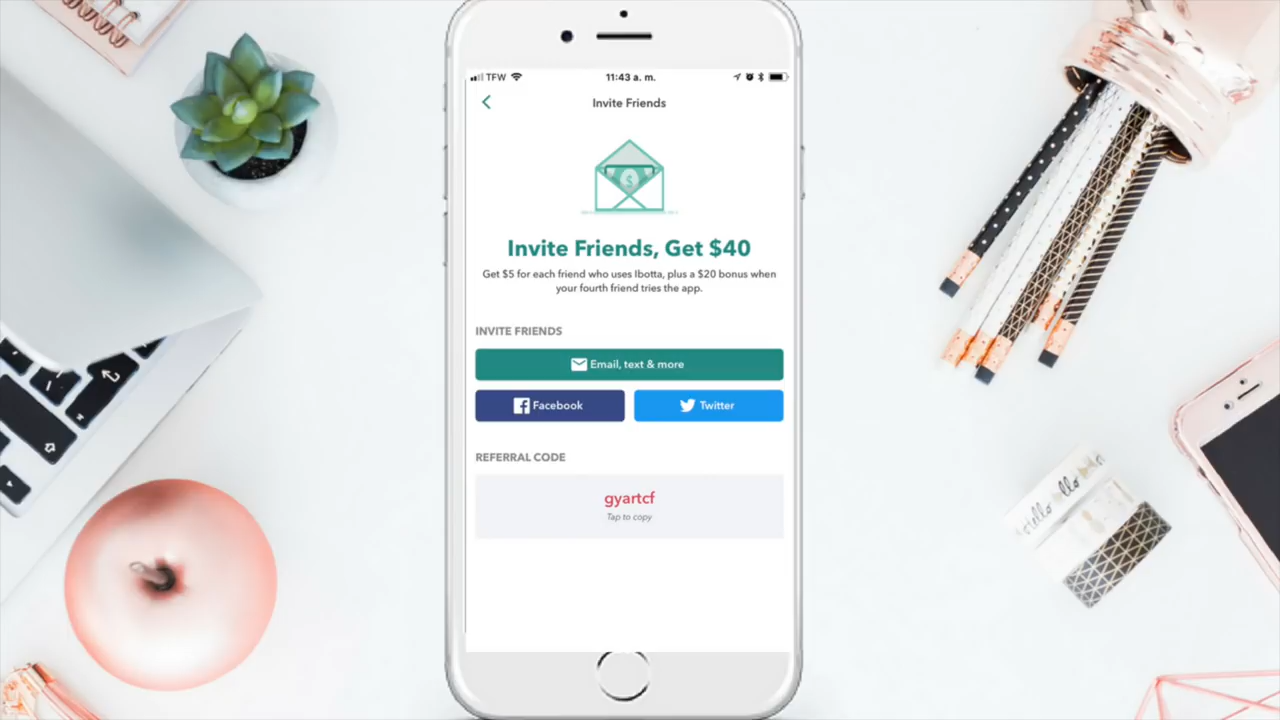 TFW
11:43 a. m.
Invite Friends
$
Invite Friends, Get $40
Get $5 for each friend who uses Ibotta, plus a $20 bonus when
your fourth friend tries the app.
INVITE FRIENDS
Email, text & more
Facebook
Twitter
REFERRAL CODE
gyartcf
Tap to copy
Hello